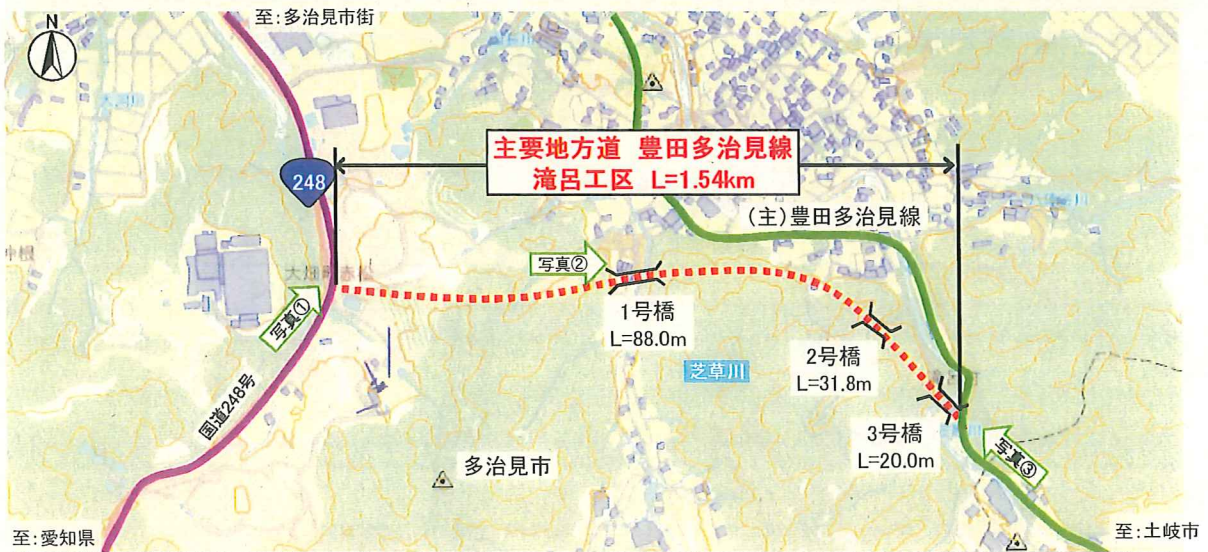 至:多治見市街
N
主要地方道 豊田多治見線
滝呂工区 L=1.54km
248
(主)豊田多治見線
写真②
写真①
1号橋
L=88.0m
2号橋
L=31.8m
芝草川
国道248号
3号橋
L=20.0m
写真③
多治見市
至:愛知県
至:土岐市